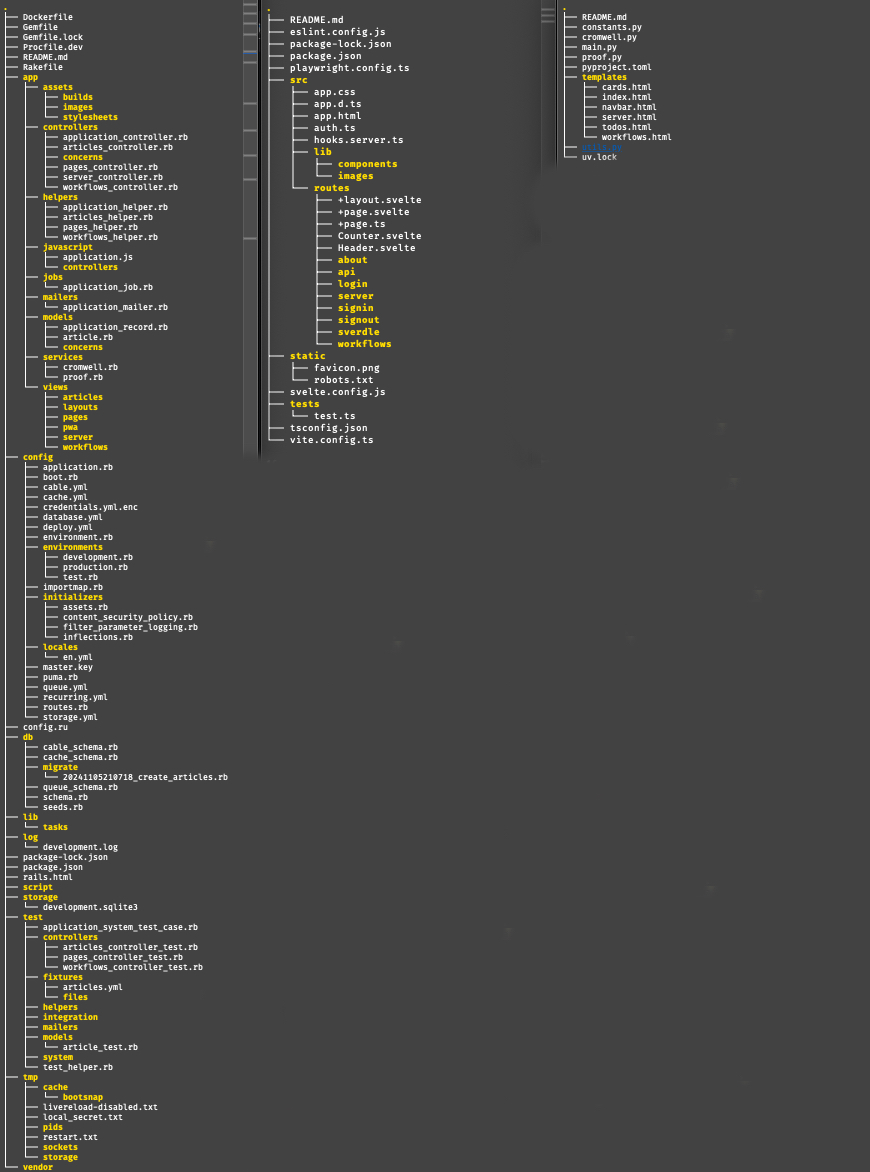 .
Dockerfile
Gemfile
Gemfile.lock
Procfile.dev
README.md
Rakefile
app
assets
builds
images
stylesheets
controllers
application_controller.rb
articles_controller.rb
concerns
pages_controller.rb
server_controller.rb
workflows_controller.rb
helpers
application_helper.rb
articles_helper.rb
pages_helper.rb
workflows_helper.rb
javascript
application.js
controllers
jobs
application_job.rb
mailers
application_mailer.rb
models
application_record.rb
article.rb
concerns
services
cromwell.rb
proof.rb
views
articles
layouts
pages
pwa
server
workflows
config
application.rb
boot.rb
cable.yml
cache.yml
credentials.yml.enc
database.yml
deploy.yml
environment.rb
environments
development.rb
production.rb
test.rb
importmap.rb
initializers
assets.rb
content_security_policy.rb
filter_parameter_logging.rb
inflections.rb
locales
en.yml
master.key
puma.rb
queue.yml
recurring.yml
routes.rb
storage.yml
config.ru
db
cable_schema.rb
cache_schema.rb
migrate
20241105210718_create_articles.rb
queue_schema.rb
schema.rb
seeds.rb
lib
tasks
log
development.log
package-lock.json
package.json
rails.html
script
storage
development.sqlite3
test
application_system_test_case.rb
controllers
articles_controller_test.rb
pages_controller_test.rb
workflows_controller_test.rb
fixtures
articles.yml
files
helpers
integration
mailers
models
article_test.rb
system
test_helper.rb
tmp
cache
bootsnap
livereload-disabled.txt
local_secret.txt
pids
restart.txt
sockets
storage
vendor
.
README.md
eslint.config.js
package-lock.json
package.json
playwright.config.ts
src
app.css
app.d.ts
app.html
auth.ts
hooks.server.ts
lib
components
images
routes
+layout.svelte
+page.svelte
+page.ts
Counter.svelte
Header.svelte
about
api
login
server
signin
signout
sverdle
workflows
static
favicon.png
robots.txt
svelte.config.js
tests
test.ts
tsconfig.json
vite.config.ts
.
README.md
constants.py
cromwell.py
main.py
proof.py
pyproject.toml
templates
cards.html
index.html
navbar.html
server.html
todos.html
workflows.html
uv.lock